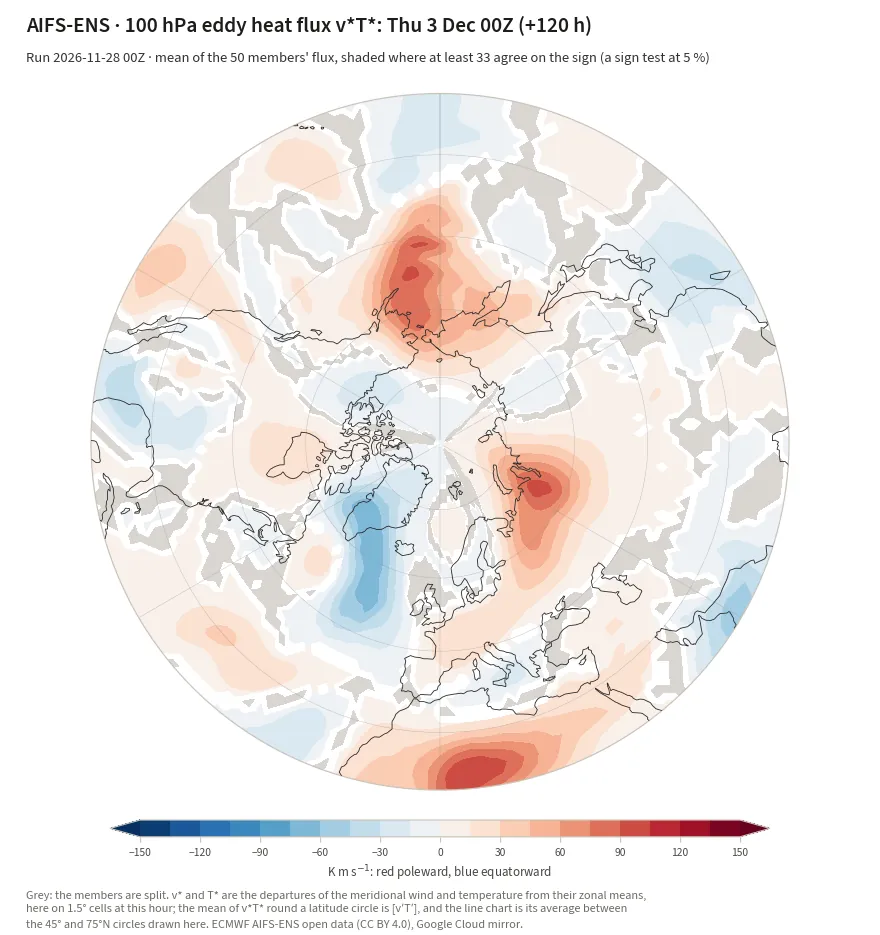 AIFS-ENS · 100 hPa eddy heat flux v*T*: Thu 3 Dec 00Z (+120 h)
Run 2026-11-28 00Z · mean of the 50 members' flux, shaded where at least 33 agree on the sign (a sign test at 5 %)
−150 −120 −90 −60 −30 0 30 60 90 120 150
K m s⁻¹: red poleward, blue equatorward
Grey: the members are split. v* and T* are the departures of the meridional wind and temperature from their zonal means,
here on 1.5° cells at this hour; the mean of v*T* round a latitude circle is [v'T'], and the line chart is its average between
the 45° and 75°N circles drawn here. ECMWF AIFS-ENS open data (CC BY 4.0), Google Cloud mirror.